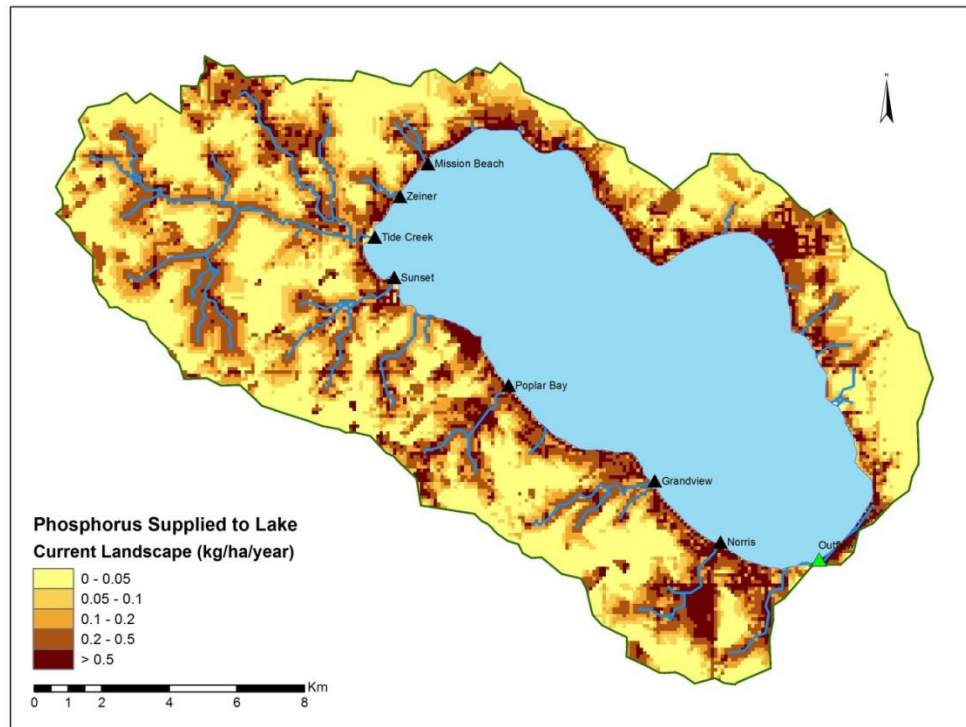 N
Mission Beach
Zeiner
Tide Creek
Sunset
Poplar Bay
Grandview
Norris
Outflow
Phosphorus Supplied to Lake
Current Landscape (kg/ha/year)
0 - 0.05
0.05 - 0.1
0.1 - 0.2
0.2 - 0.5
> 0.5
Km
0 1 2 4 6 8